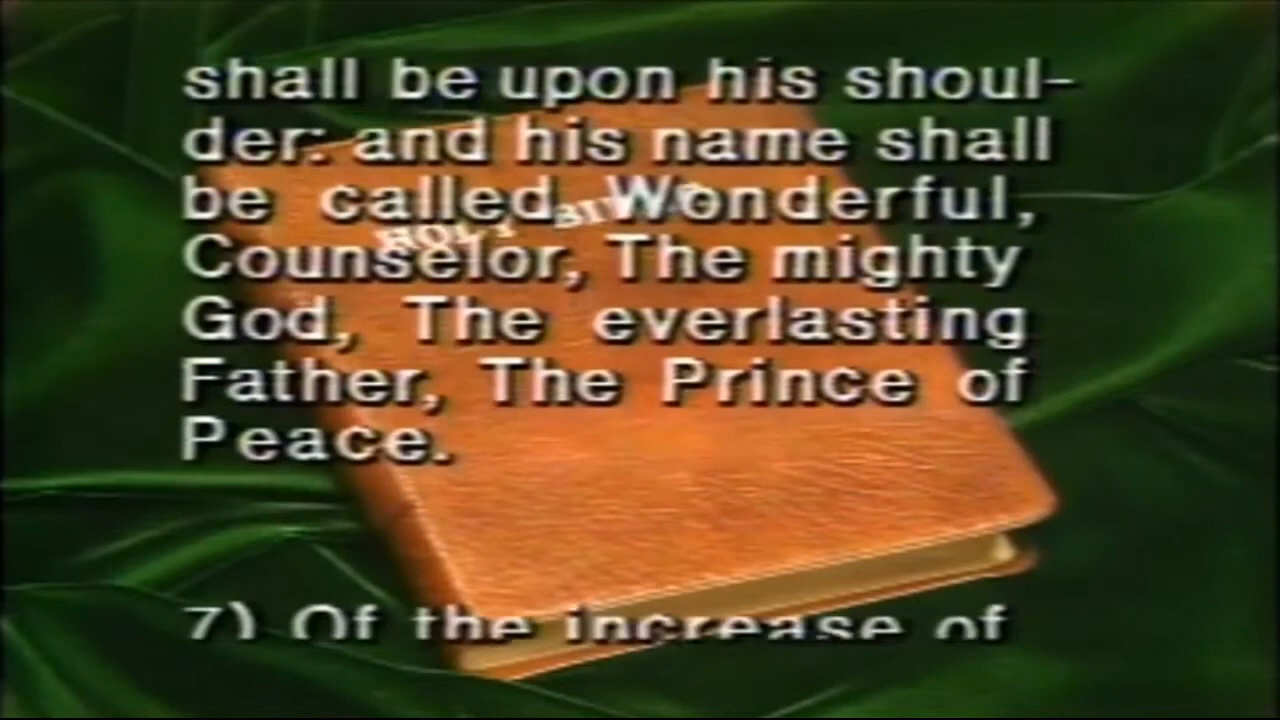 shall be upon his shoul-
der: and his name shall
be called Wonderful,
Counselor, The mighty
God, The everlasting
Father, The Prince of
Peace.
7) Of the increase of
HOLY